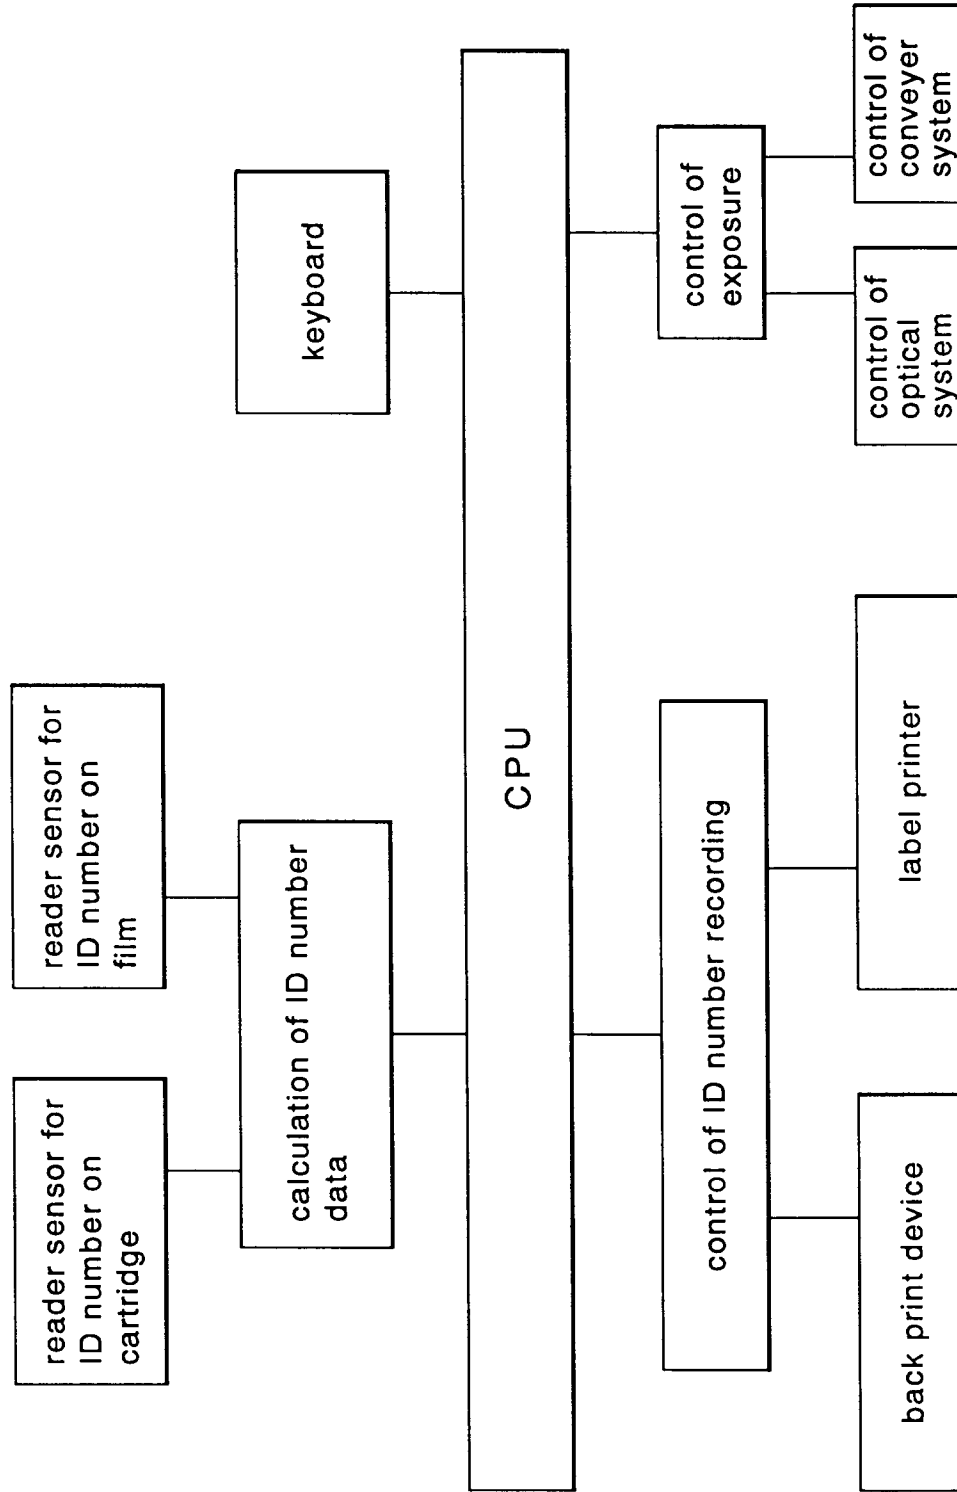 reader sensor for
ID number on
cartridge
reader sensor for
ID number on
film
calculation of ID number
data
keyboard
CPU
control of ID number recording
control of
exposure
back print device
label printer
control of
optical
system
control of
conveyer
system